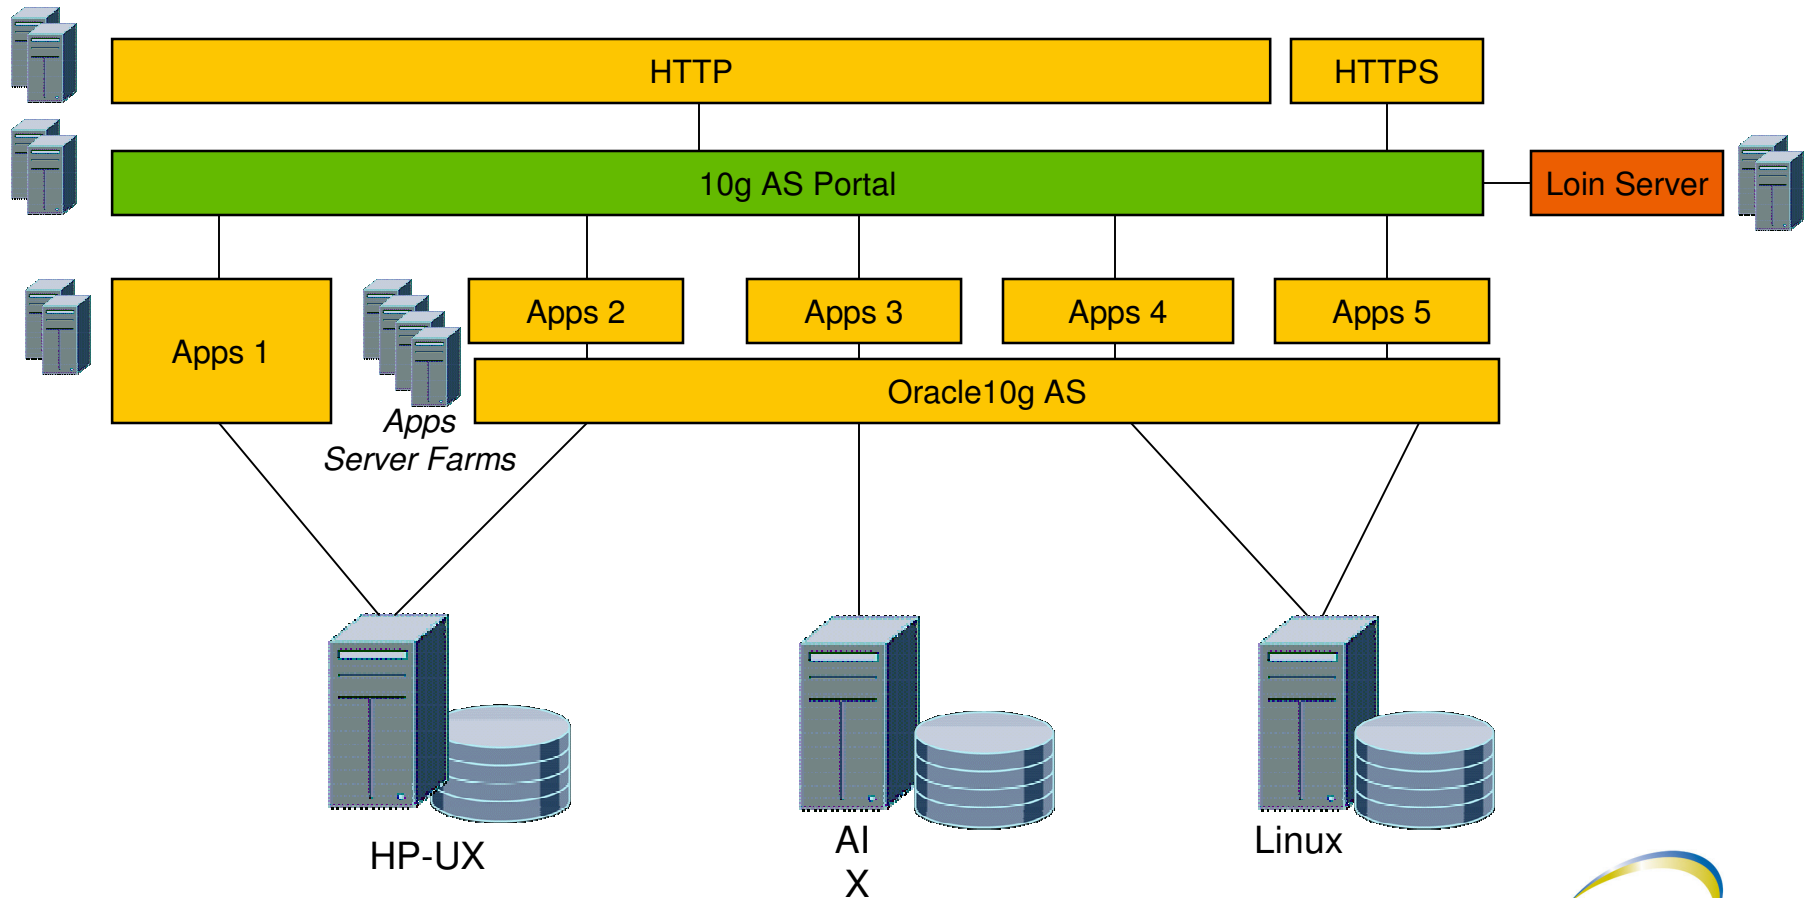 HTTP
HTTPS
10g AS Portal
Loin Server
Apps 1
Apps 2
Apps 3
Apps 4
Apps 5
Oracle10g AS
Apps
Server Farms
HP-UX
AI
X
Linux